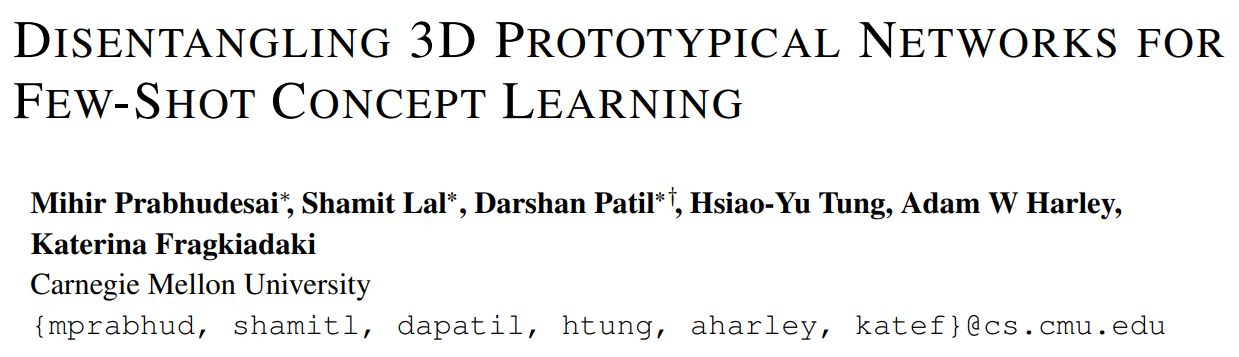 DISENTANGLING 3D PROTOTYPICAL NETWORKS FOR
FEW-SHOT CONCEPT LEARNING
Mihir Prabhudesai*, Shamit Lal*, Darshan Patil*†, Hsiao-Yu Tung, Adam W Harley,
Katerina Fragkiadaki
Carnegie Mellon University
{mprabhud, shamitl, dapatil, htung, aharley, katef}@cs.cmu.edu